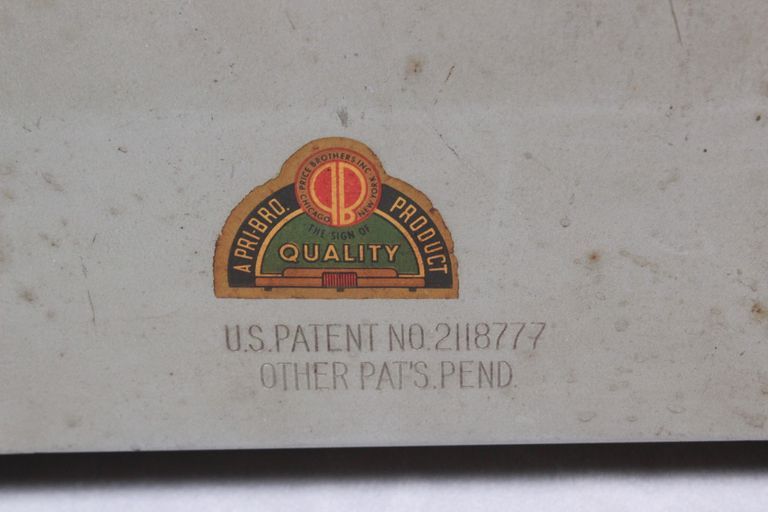 PRICE BROTHERS INC.
CHICAGO NEW YORK
A PRI-BRO. PRODUCT
THE SIGN OF
QUALITY
U.S. PATENT NO. 2118777
OTHER PAT'S. PEND.